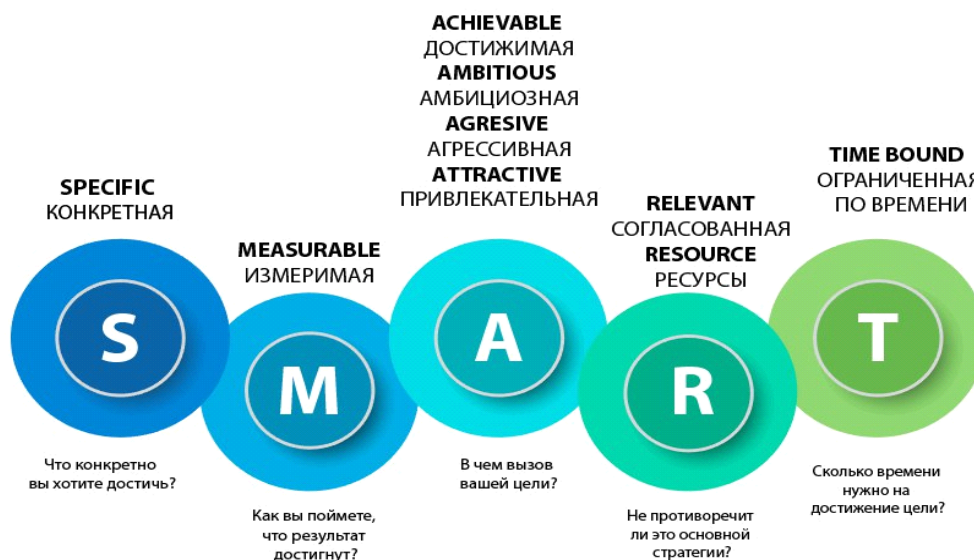 SPECIFIC
КОНКРЕТНАЯ
S
Что конкретно
вы хотите достичь?
MEASURABLE
ИЗМЕРИМАЯ
M
Как вы поймете,
что результат
достигнут?
ACHIEVABLE
ДОСТИЖИМАЯ
AMBITIOUS
АМБИЦИОЗНАЯ
AGRESIVE
АГРЕССИВНАЯ
ATTRACTIVE
ПРИВЛЕКАТЕЛЬНАЯ
A
В чем вызов
вашей цели?
RELEVANT
СОГЛАСОВАННАЯ
RESOURCE
РЕСУРСЫ
R
Не противоречит
ли это основной
стратегии?
TIME BOUND
ОГРАНИЧЕННАЯ
ПО ВРЕМЕНИ
T
Сколько времени
нужно на
достижение цели?